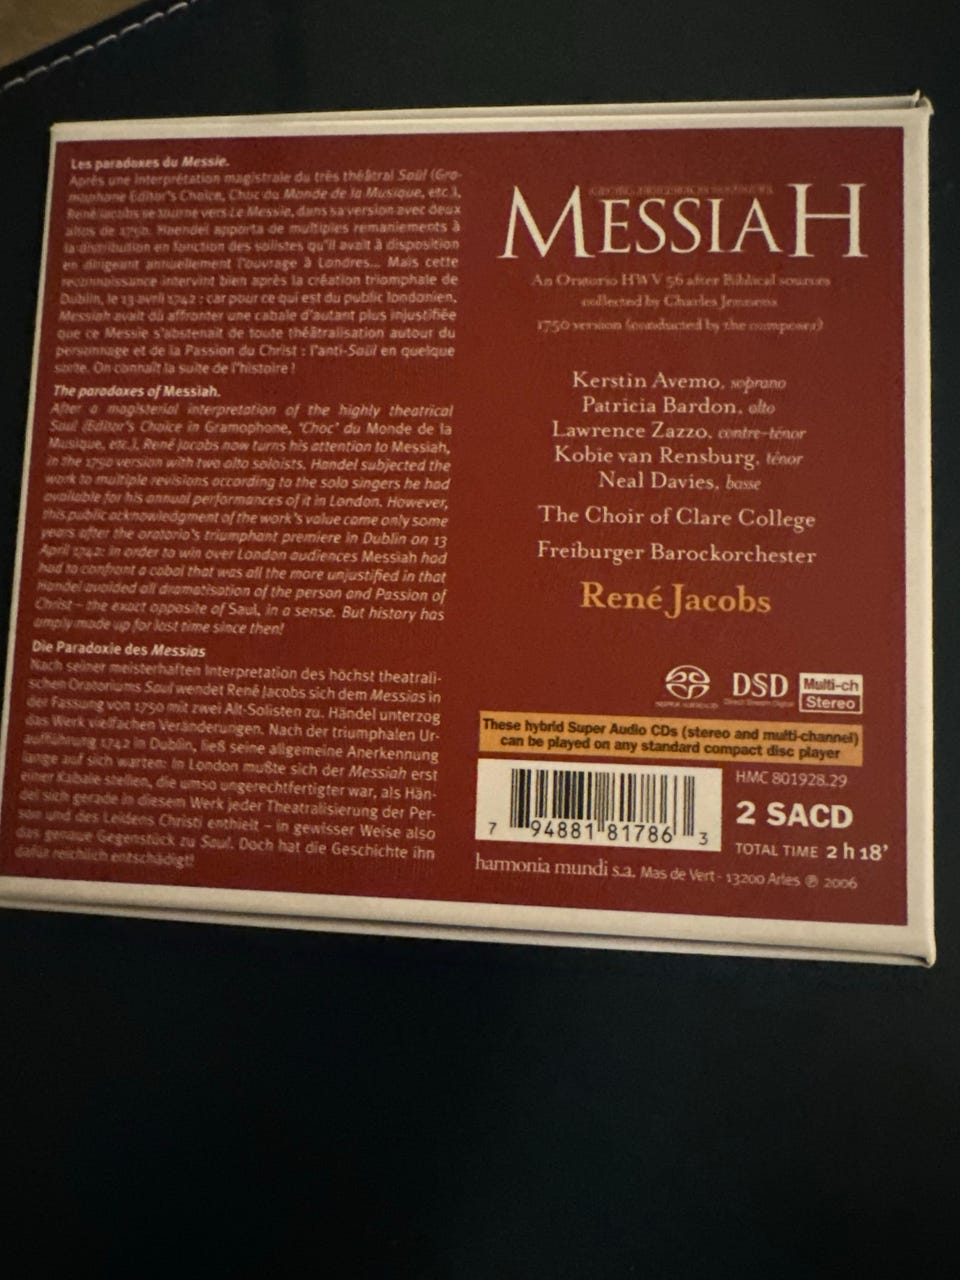 Les paradoxes du Messie.
Après une interprétation magistrale du très théâtral Saül (Gra-
mophone Editor's Choice, Choc du Monde de la Musique, etc.),
René Jacobs se tourne vers Le Messie, dans sa version avec deux
altos de 1750. Haendel apporta de multiples remaniements à
la distribution en fonction des solistes qu'il avait à disposition
en dirigeant annuellement l'ouvrage à Londres... Mais cette
reconnaissance intervint bien après la création triomphale de
Dublin, le 13 avril 1742 : car pour ce qui est du public londonien,
Messiah avait dû affronter une cabale d'autant plus injustifiée
que ce Messie s'abstenait de toute théâtralisation autour du
personnage et de la Passion du Christ : l'anti-Saül en quelque
sorte. On connaît la suite de l'histoire !
The paradoxes of Messiah.
After a magisterial interpretation of the highly theatrical
Saul (Editor's Choice in Gramophone, 'Choc' du Monde de la
Musique, etc.), René Jacobs now turns his attention to Messiah,
in the 1750 version with two alto soloists. Handel subjected the
work to multiple revisions according to the solo singers he had
available for his annual performances of it in London. However,
this public acknowledgment of the work's value came only some
years after the oratorio's triumphant premiere in Dublin on 13
April 1742: in order to win over London audiences Messiah had
had to confront a cabal that was all the more unjustified in that
Handel avoided all dramatisation of the person and Passion of
Christ – the exact opposite of Saul, in a sense. But history has
amply made up for lost time since then!
Die Paradoxie des Messias
Nach seiner meisterhaften Interpretation des höchst theatrali-
schen Oratoriums Saul wendet René Jacobs sich dem Messias in
der Fassung von 1750 mit zwei Alt-Solisten zu. Händel unterzog
das Werk vielfachen Veränderungen. Nach der triumphalen Ur-
aufführung 1742 in Dublin, ließ seine allgemeine Anerkennung
lange auf sich warten: In London mußte sich der Messiah erst
einer Kabale stellen, die umso ungerechtfertigter war, als Hän-
del sich gerade in diesem Werk jeder Theatralisierung der Per-
son und des Leidens Christi enthielt – in gewisser Weise also
das genaue Gegenstück zu Saul. Doch hat die Geschichte ihn
dafür reichlich entschädigt!
MESSIAH
An Oratorio HWV 56 after Biblical sources
collected by Charles Jennens
1750 version (conducted by the composer)
Kerstin Avemo, soprano
Patricia Bardon, alto
Lawrence Zazzo, contre-ténor
Kobie van Rensburg, ténor
Neal Davies, basse
The Choir of Clare College
Freiburger Barockorchester
René Jacobs
SUPER AUDIO CD
DSD
Direct Stream Digital
Multi-ch
Stereo
These hybrid Super Audio CDs (stereo and multi-channel)
can be played on any standard compact disc player
HMC 801928.29
2 SACD
TOTAL TIME 2 h 18'
7 94881 81786 3
harmonia mundi s.a. Mas de Vert - 13200 Arles ℗ 2006